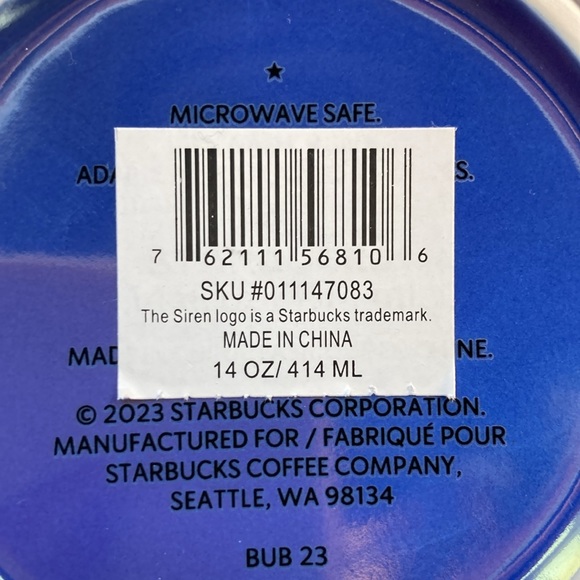 ★
MICROWAVE SAFE.
7 62111 56810 6
SKU #011147083
The Siren logo is a Starbucks trademark.
MADE IN CHINA
14 OZ/ 414 ML
© 2023 STARBUCKS CORPORATION.
MANUFACTURED FOR / FABRIQUÉ POUR
STARBUCKS COFFEE COMPANY,
SEATTLE, WA 98134
BUB 23